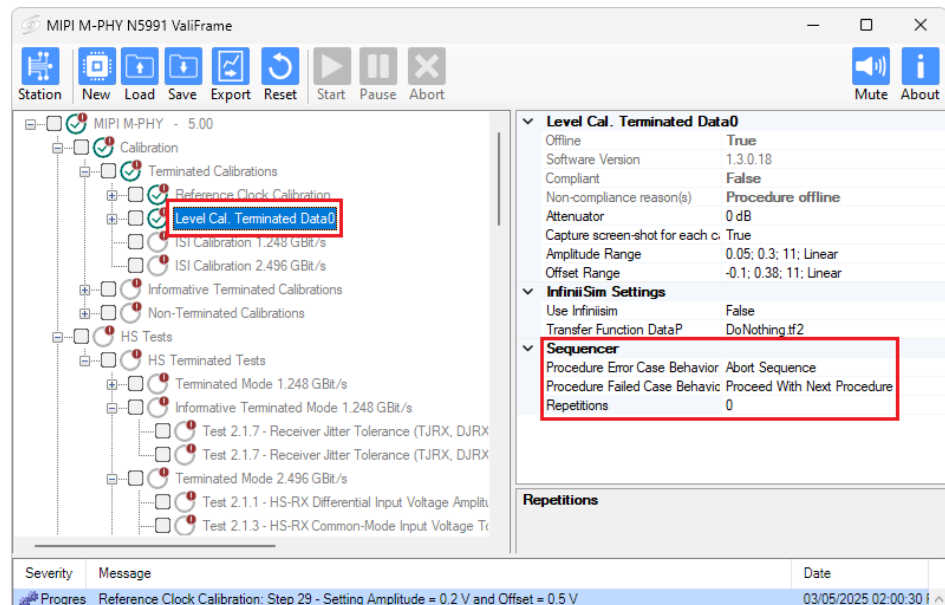 MIPI M-PHY N5991 ValiFrame
Station New Load Save Export Reset Start Pause Abort Mute About
MIPI M-PHY - 5.00
Calibration
Terminated Calibrations
Reference Clock Calibration
Level Cal. Terminated Data0
ISI Calibration 1.248 GBit/s
ISI Calibration 2.496 GBit/s
Informative Terminated Calibrations
Non-Terminated Calibrations
HS Tests
HS Terminated Tests
Terminated Mode 1.248 GBit/s
Informative Terminated Mode 1.248 GBit/s
Test 2.1.7 - Receiver Jitter Tolerance (TJRX, DJRX
Test 2.1.7 - Receiver Jitter Tolerance (TJRX, DJRX
Terminated Mode 2.496 GBit/s
Test 2.1.1 - HS-RX Differential Input Voltage Amplitu
Test 2.1.3 - HS-RX Common-Mode Input Voltage To
Level Cal. Terminated Data0
Offline True
Software Version 1.3.0.18
Compliant False
Non-compliance reason(s) Procedure offline
Attenuator 0 dB
Capture screen-shot for each c True
Amplitude Range 0.05; 0.3; 11; Linear
Offset Range -0.1; 0.38; 11; Linear
InfiniiSim Settings
Use Infiniisim False
Transfer Function DataP DoNothing.tf2
Sequencer
Procedure Error Case Behavior Abort Sequence
Procedure Failed Case Behavic Proceed With Next Procedure
Repetitions 0
Repetitions
Severity Message Date
Progres Reference Clock Calibration: Step 29 - Setting Amplitude = 0.2 V and Offset = 0.5 V 03/05/2025 02:00:30